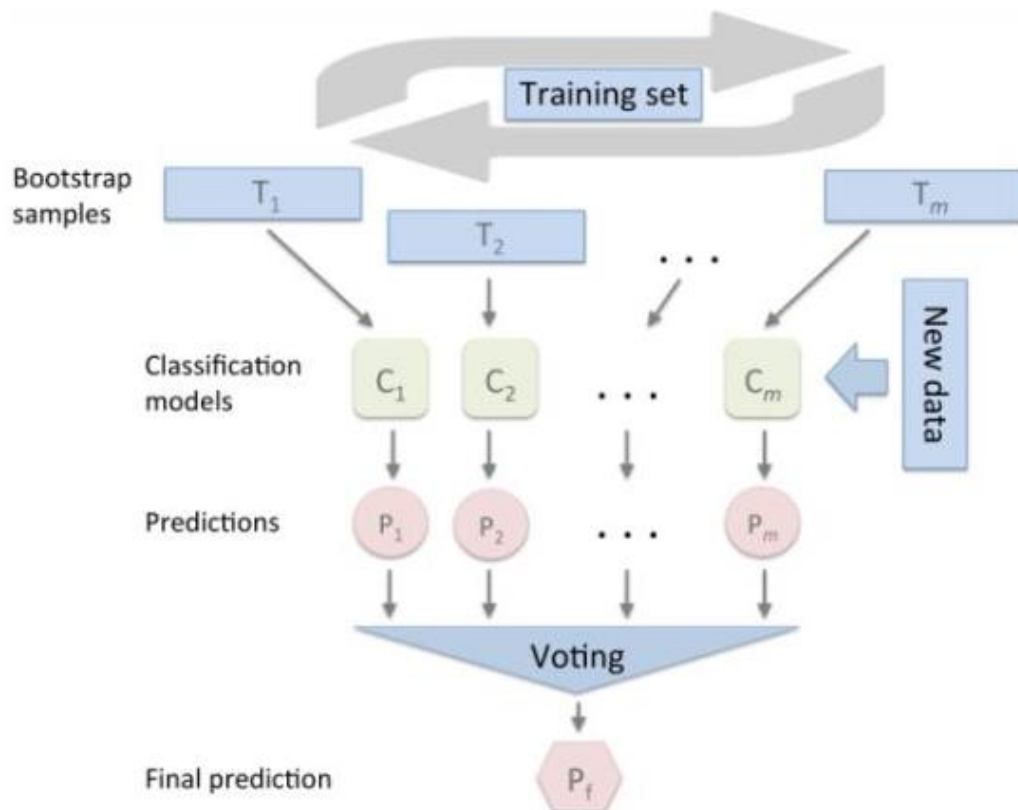 Training set
Bootstrap
samples
T1
T2
Tm
. . .
New data
Classification
models
C1
C2
. . .
Cm
Predictions
P1
P2
. . .
Pm
Voting
Final prediction
Pf